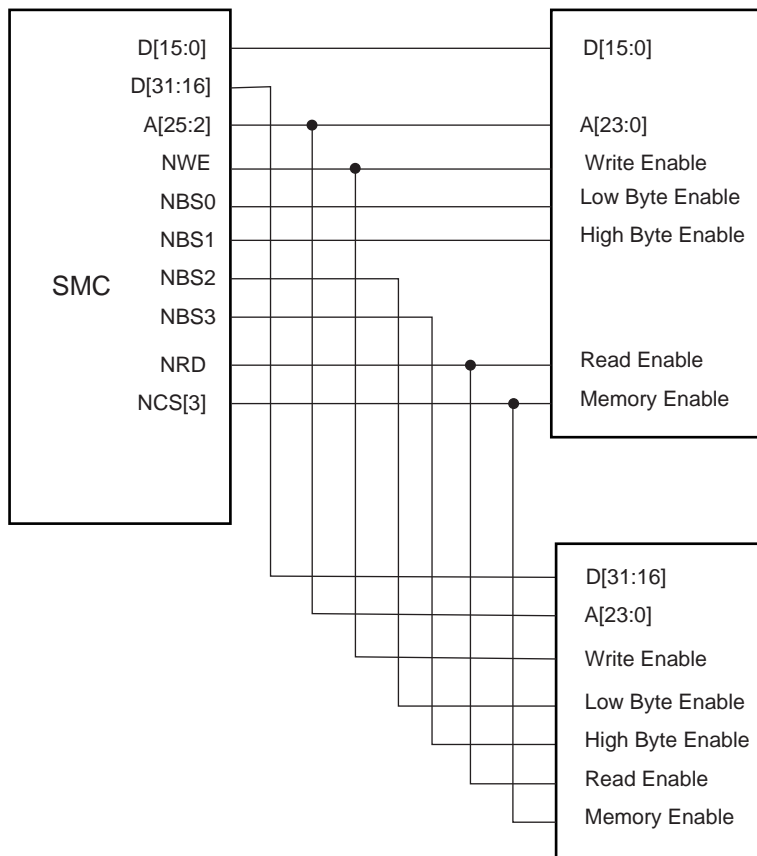 D[15:0]
D[31:16]
A[25:2]
NWE
NBS0
NBS1
NBS2
NBS3
NRD
NCS[3]
SMC
D[15:0]
A[23:0]
Write Enable
Low Byte Enable
High Byte Enable
Read Enable
Memory Enable
D[31:16]
A[23:0]
Write Enable
Low Byte Enable
High Byte Enable
Read Enable
Memory Enable